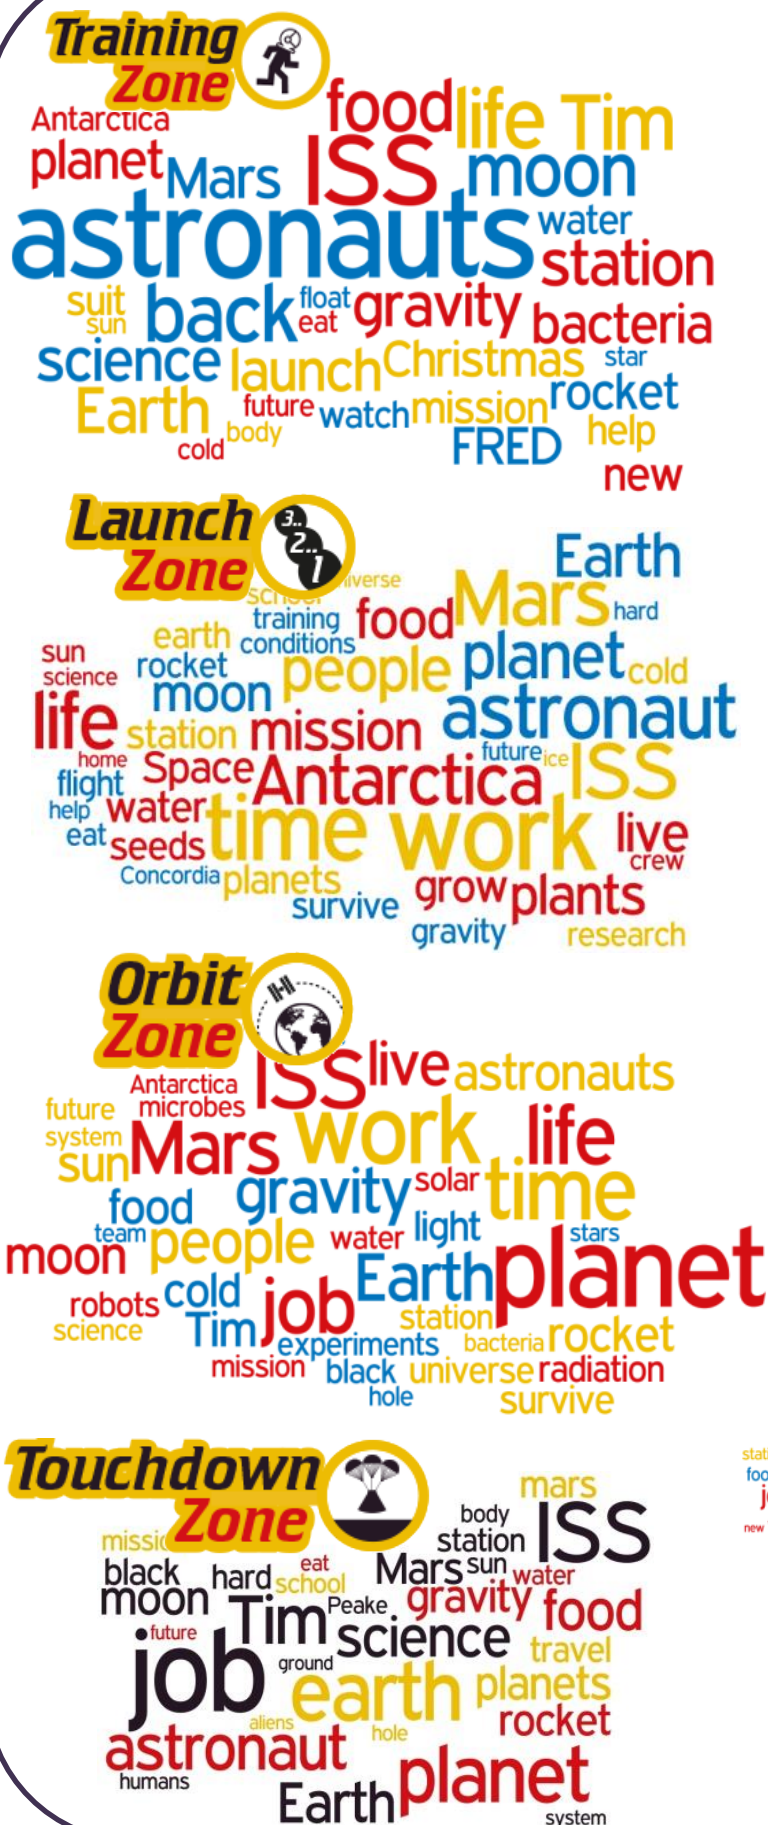 Training
Zone
food life Tim
Antarctica
planet Mars ISS moon
astronauts water
station
suit back float gravity bacteria
sun eat
science launch Christmas star
Earth future watch mission rocket
cold body FRED help
new
Launch
Zone
3..
2..
1
Earth
Mars
training food hard
earth conditions
sun rocket people planet cold
science moon astronaut
life station mission
home Space Antarctica future ice ISS
flight
help water time work live
eat seeds crew
Concordia planets grow plants
survive
gravity research
Orbit
Zone
ISS live astronauts
Antarctica
future microbes
system Mars work life
sun
food gravity solar time
team people water light stars
moon planet
robots cold job Earth
science Tim station
experiments bacteria rocket
mission black universe radiation
hole survive
Touchdown
Zone
mars
body ISS
station
black hard eat Mars sun water
moon school gravity food
Tim Peake
future science travel
job ground earth planets
aliens hole rocket
astronaut planet
humans Earth
system
new